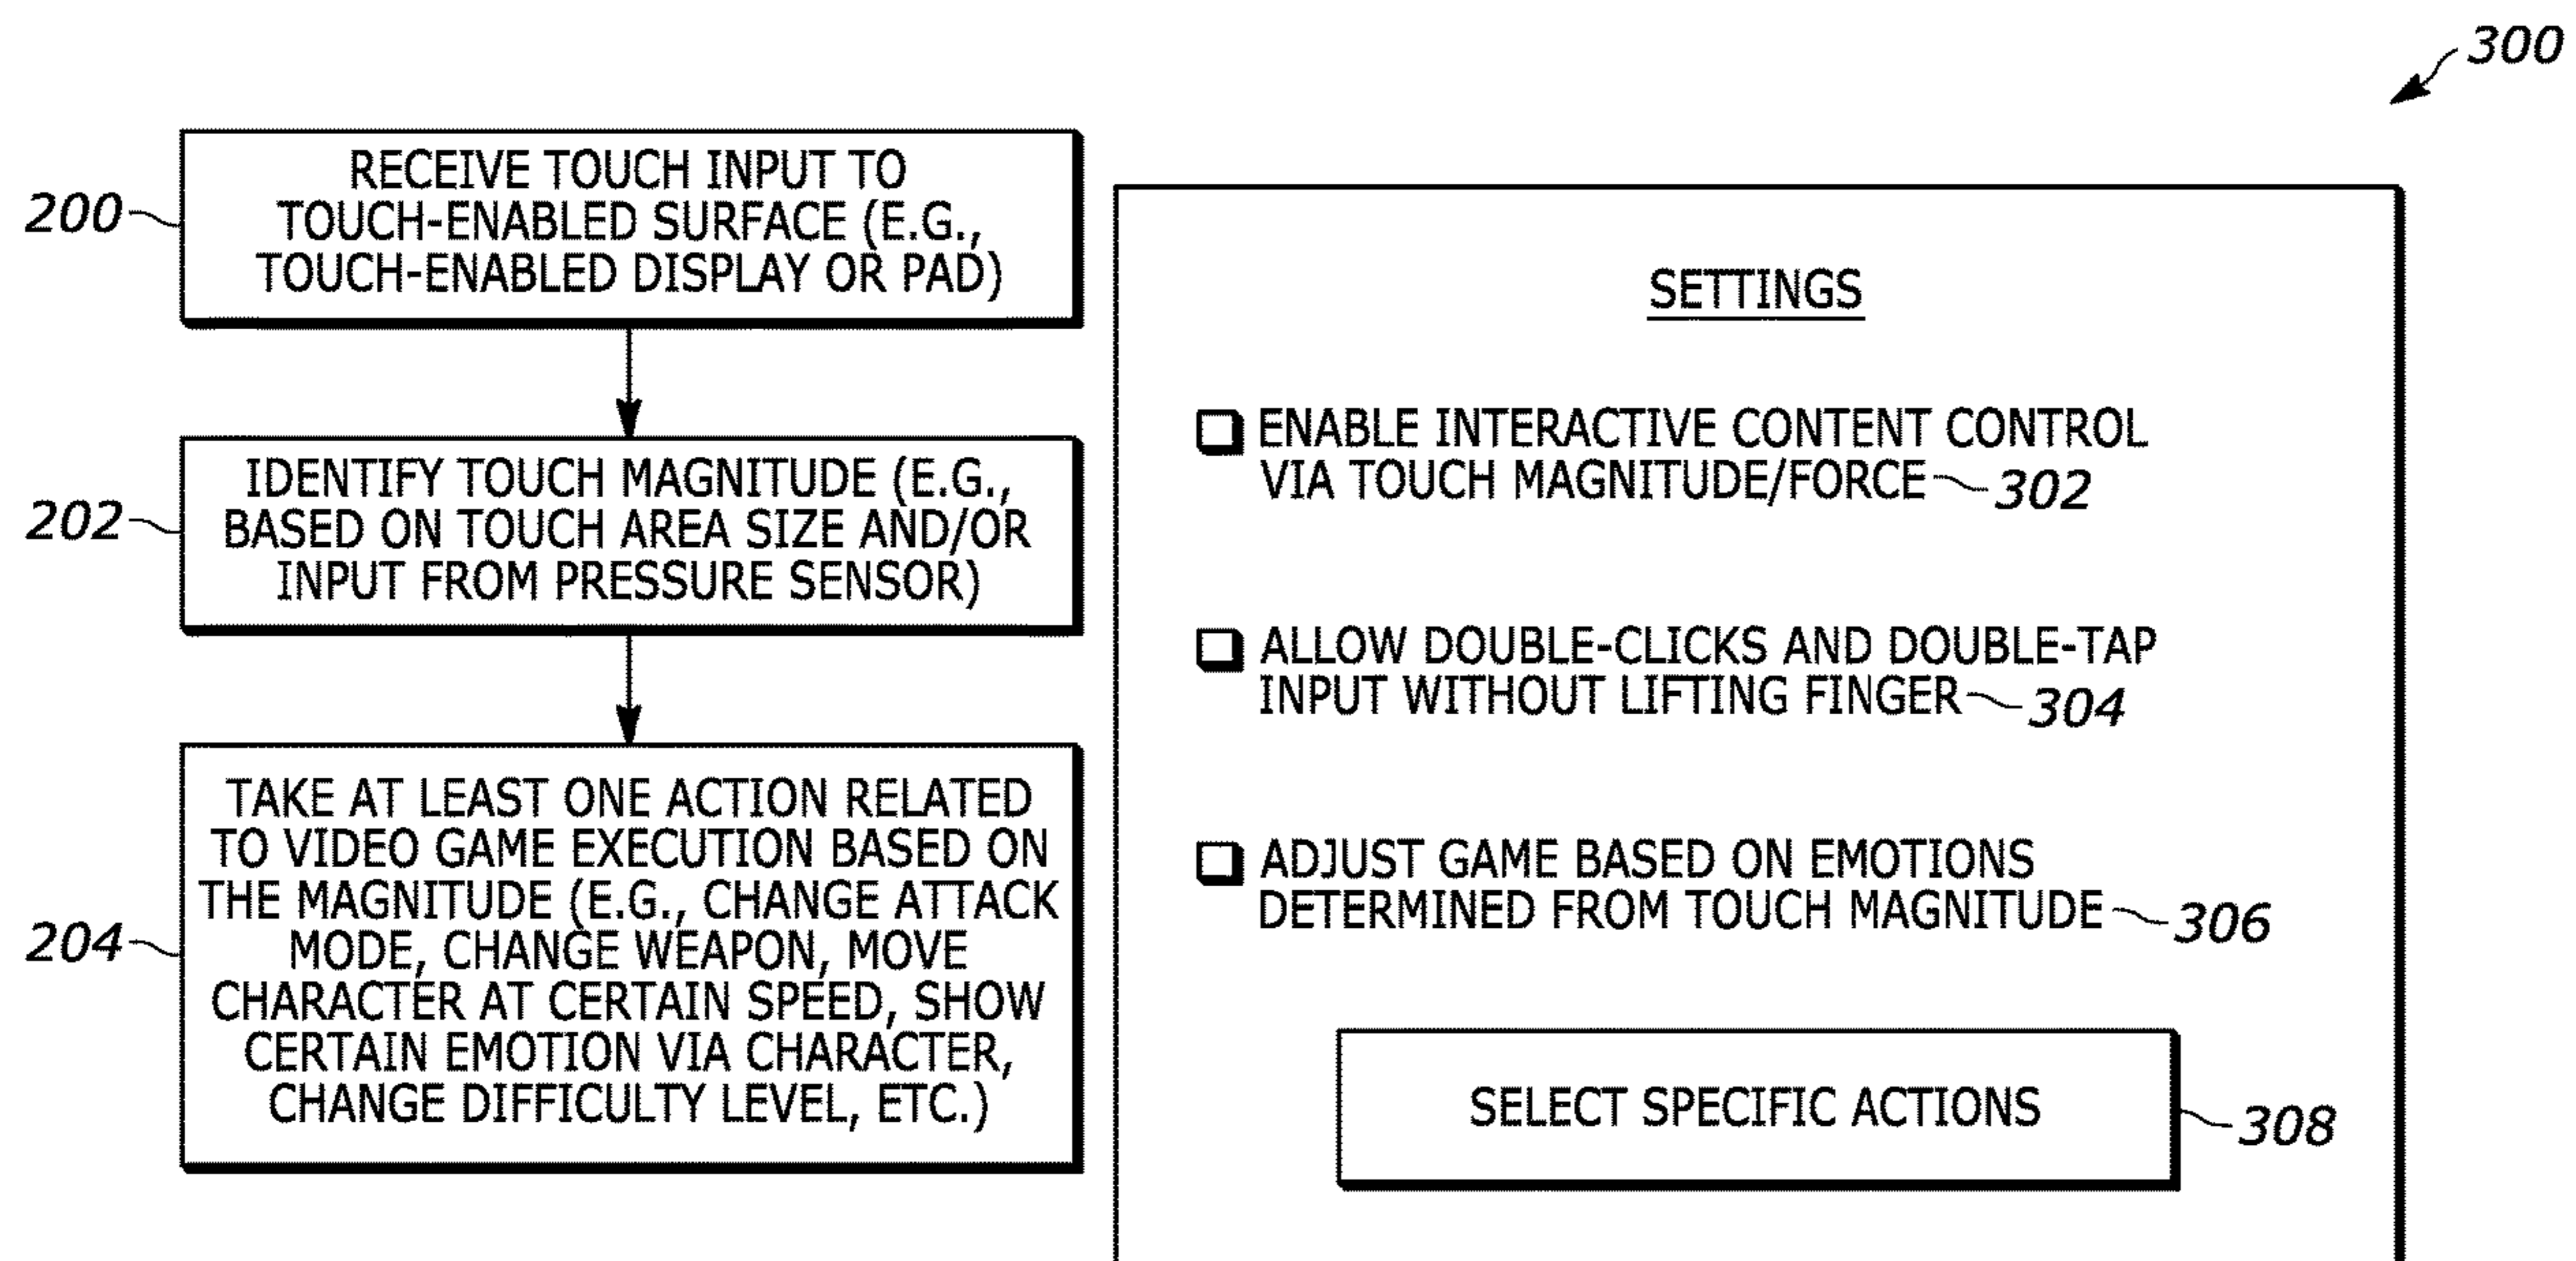 300
200
RECEIVE TOUCH INPUT TO
TOUCH-ENABLED SURFACE (E.G.,
TOUCH-ENABLED DISPLAY OR PAD)
202
IDENTIFY TOUCH MAGNITUDE (E.G.,
BASED ON TOUCH AREA SIZE AND/OR
INPUT FROM PRESSURE SENSOR)
204
TAKE AT LEAST ONE ACTION RELATED
TO VIDEO GAME EXECUTION BASED ON
THE MAGNITUDE (E.G., CHANGE ATTACK
MODE, CHANGE WEAPON, MOVE
CHARACTER AT CERTAIN SPEED, SHOW
CERTAIN EMOTION VIA CHARACTER,
CHANGE DIFFICULTY LEVEL, ETC.)
SETTINGS
ENABLE INTERACTIVE CONTENT CONTROL
VIA TOUCH MAGNITUDE/FORCE 302
ALLOW DOUBLE-CLICKS AND DOUBLE-TAP
INPUT WITHOUT LIFTING FINGER 304
ADJUST GAME BASED ON EMOTIONS
DETERMINED FROM TOUCH MAGNITUDE 306
SELECT SPECIFIC ACTIONS
308